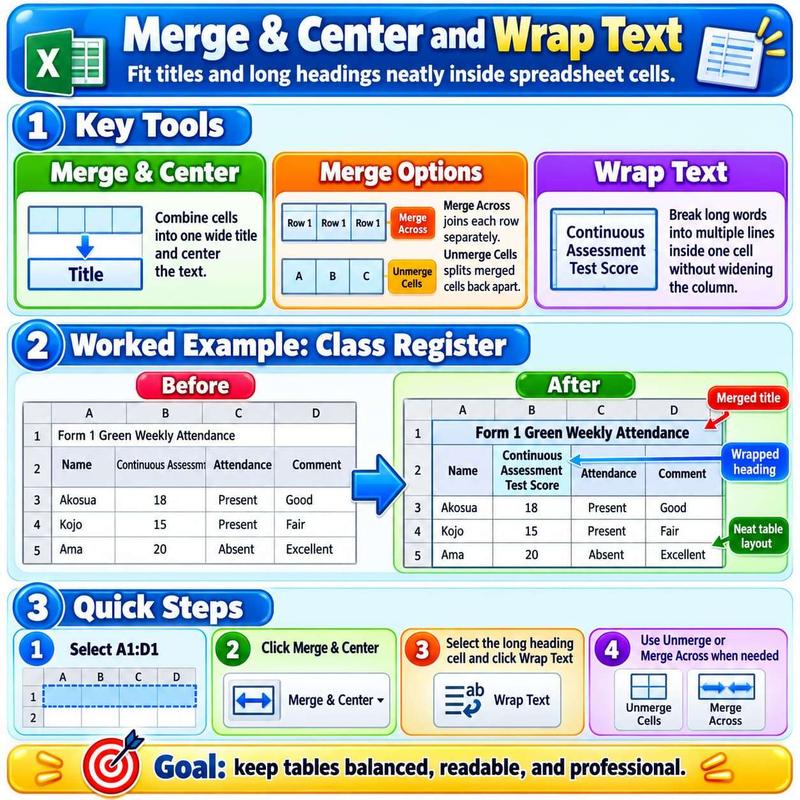 X
Merge & Center and Wrap Text
Fit titles and long headings neatly inside spreadsheet cells.
1 Key Tools
Merge & Center
Title
Combine cells
into one wide title
and center
the text.
Merge Options
Row 1 Row 1 Row 1
Merge
Across
A B C
Unmerge
Cells
Merge Across
joins each row
separately.
Unmerge Cells
splits merged
cells back apart.
Wrap Text
Continuous
Assessment
Test Score
Break long words
into multiple lines
inside one cell
without widening
the column.
2 Worked Example: Class Register
Before
A B C D
1 Form 1 Green Weekly Attendance
2 Name Continuous Assessm Attendance Comment
3 Akosua 18 Present Good
4 Kojo 15 Present Fair
5 Ama 20 Absent Excellent
After
A B C D
1 Form 1 Green Weekly Attendance
2 Name Continuous Assessment Test Score Attendance Comment
3 Akosua 18 Present Good
4 Kojo 15 Present Fair
5 Ama 20 Absent Excellent
Merged title
Wrapped
heading
Neat table
layout
3 Quick Steps
1 Select A1:D1
A B C D
1
2
2 Click Merge & Center
Merge & Center
3 Select the long heading
cell and click Wrap Text
ab
Wrap Text
4 Use Unmerge or
Merge Across when needed
Unmerge
Cells
Merge
Across
Goal: keep tables balanced, readable, and professional.